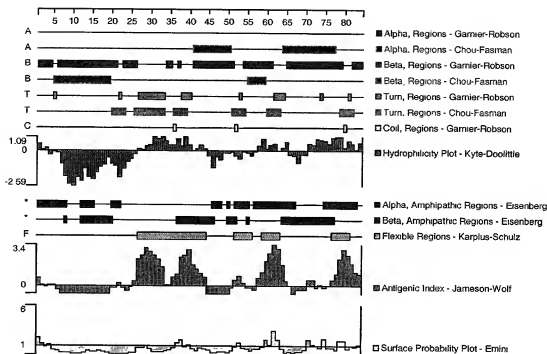 5 10 15 20 25 30 35 40 45 50 55 60 65 70 75 80
A Alpha, Regions - Garnier-Robson
A Alpha, Regions - Chou-Fasman
B Beta, Regions - Garnier-Robson
B Beta, Regions - Chou-Fasman
T Turn, Regions - Garnier-Robson
T Turn, Regions - Chou-Fasman
C Coil, Regions - Garnier-Robson
1.09
0 Hydrophilicity Plot - Kyte-Doolittle
-2.59
* Alpha, Amphipathic Regions - Eisenberg
* Beta, Amphipathic Regions - Eisenberg
F Flexible Regions - Karplus-Schulz
3.4
0 Antigenic Index - Jameson-Wolf
6
1 Surface Probability Plot - Emini